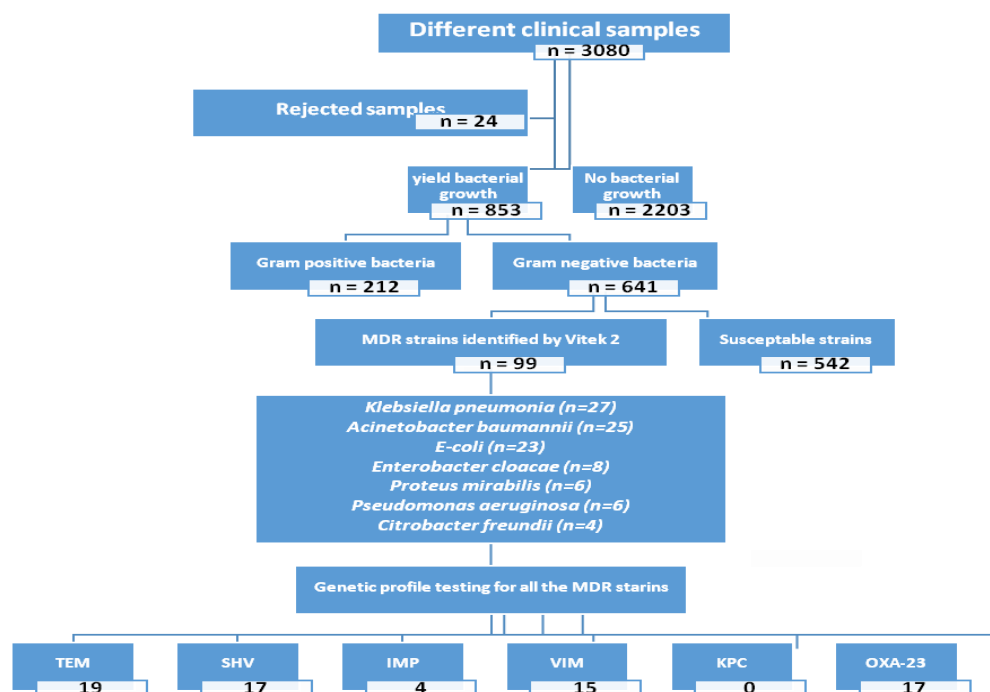 Different clinical samples
n = 3080
Rejected samples
n = 24
yield bacterial
growth
n = 853
No bacterial
growth
n = 2203
Gram positive bacteria
n = 212
Gram negative bacteria
n = 641
MDR strains identified by Vitek 2
n = 99
Susceptable strains
n = 542
Klebsiella pneumonia (n=27)
Acinetobacter baumannii (n=25)
E-coli (n=23)
Enterobacter cloacae (n=8)
Proteus mirabilis (n=6)
Pseudomonas aeruginosa (n=6)
Citrobacter freundii (n=4)
Genetic profile testing for all the MDR starins
TEM
19
SHV
17
IMP
4
VIM
15
KPC
0
OXA-23
17